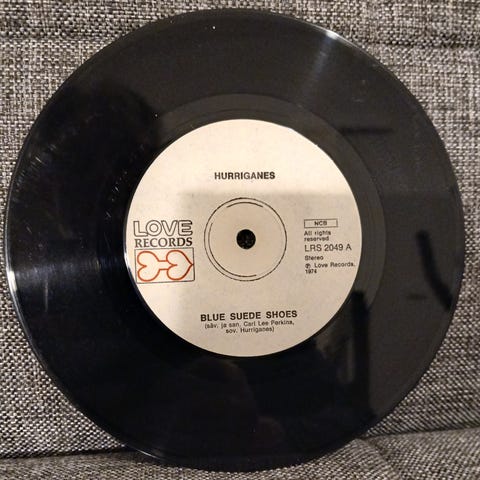 HURRIGANES
LOVE
RECORDS
NCB
All rights
reserved
LRS 2049 A
Stereo
℗ Love Records,
1974
BLUE SUEDE SHOES
(säv. ja san. Carl Lee Perkins,
sov. Hurriganes)